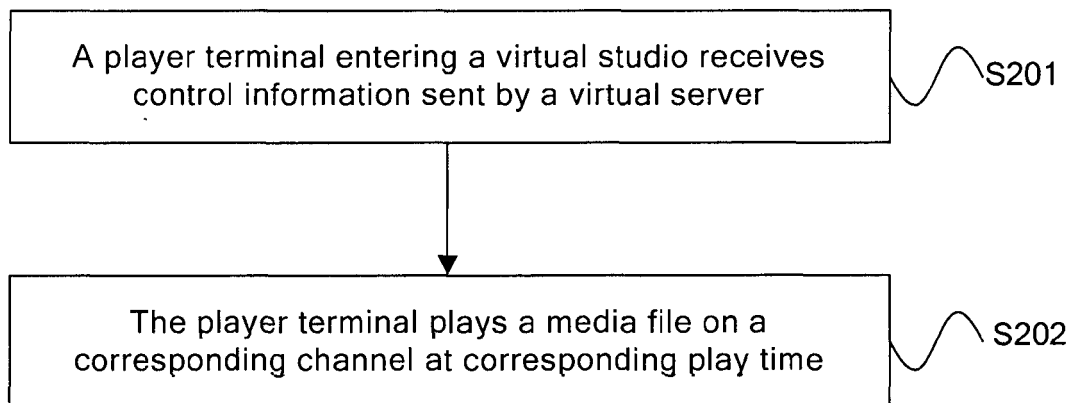 A player terminal entering a virtual studio receives
control information sent by a virtual server
S201
The player terminal plays a media file on a
corresponding channel at corresponding play time
S202